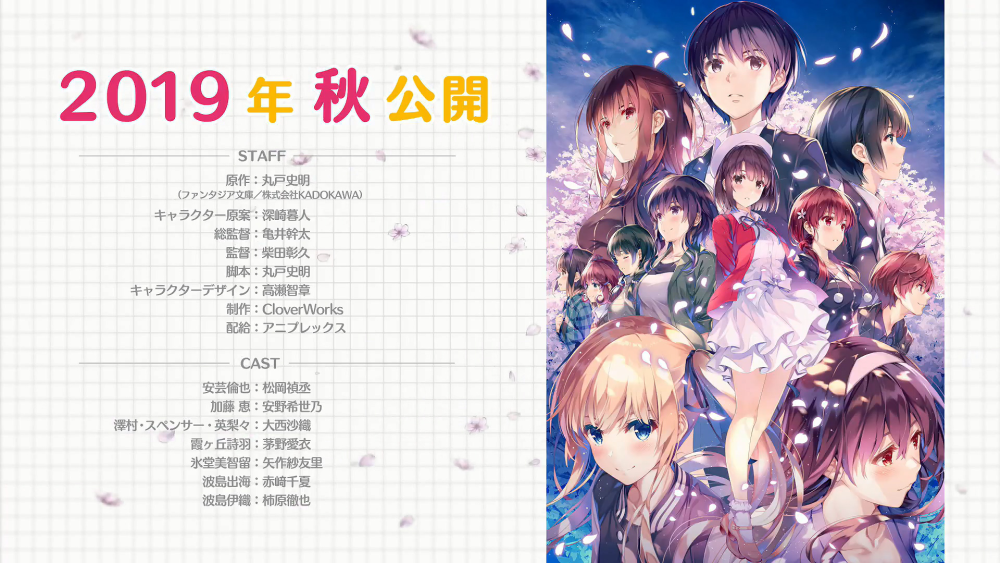 2019年秋公開
STAFF
原作：丸戸史明
（ファンタジア文庫／株式会社KADOKAWA）
キャラクター原案：深崎暮人
総監督：亀井幹太
監督：柴田彰久
脚本：丸戸史明
キャラクターデザイン：高瀬智章
制作：CloverWorks
配給：アニプレックス
CAST
安芸倫也：松岡禎丞
加藤 恵：安野希世乃
澤村・スペンサー・英梨々：大西沙織
霞ヶ丘詩羽：茅野愛衣
氷堂美智留：矢作紗友里
波島出海：赤﨑千夏
波島伊織：柿原徹也